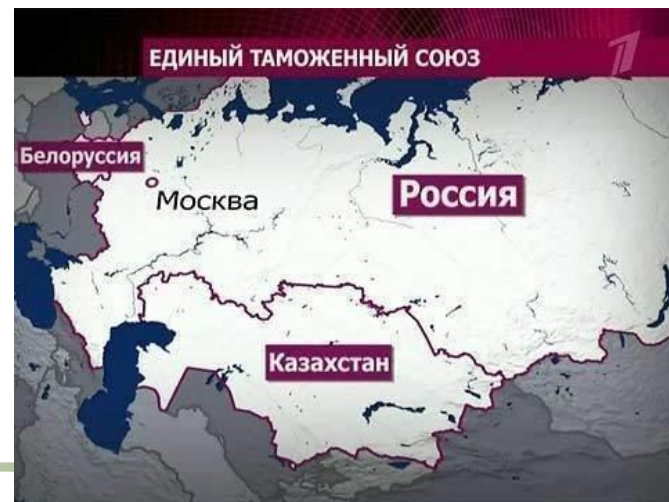 ЕДИНЫЙ ТАМОЖЕННЫЙ СОЮЗ
Белоруссия
Москва
Россия
Казахстан